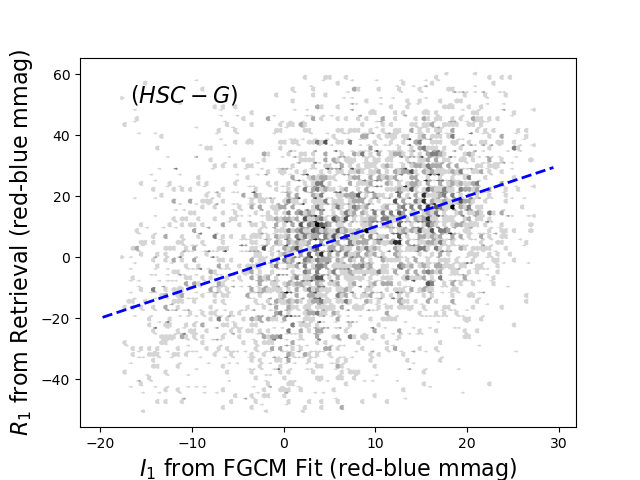 (HSC − G)
R₁ from Retrieval (red-blue mmag)
60
40
20
0
−20
−40
−20 −10 0 10 20 30
I₁ from FGCM Fit (red-blue mmag)